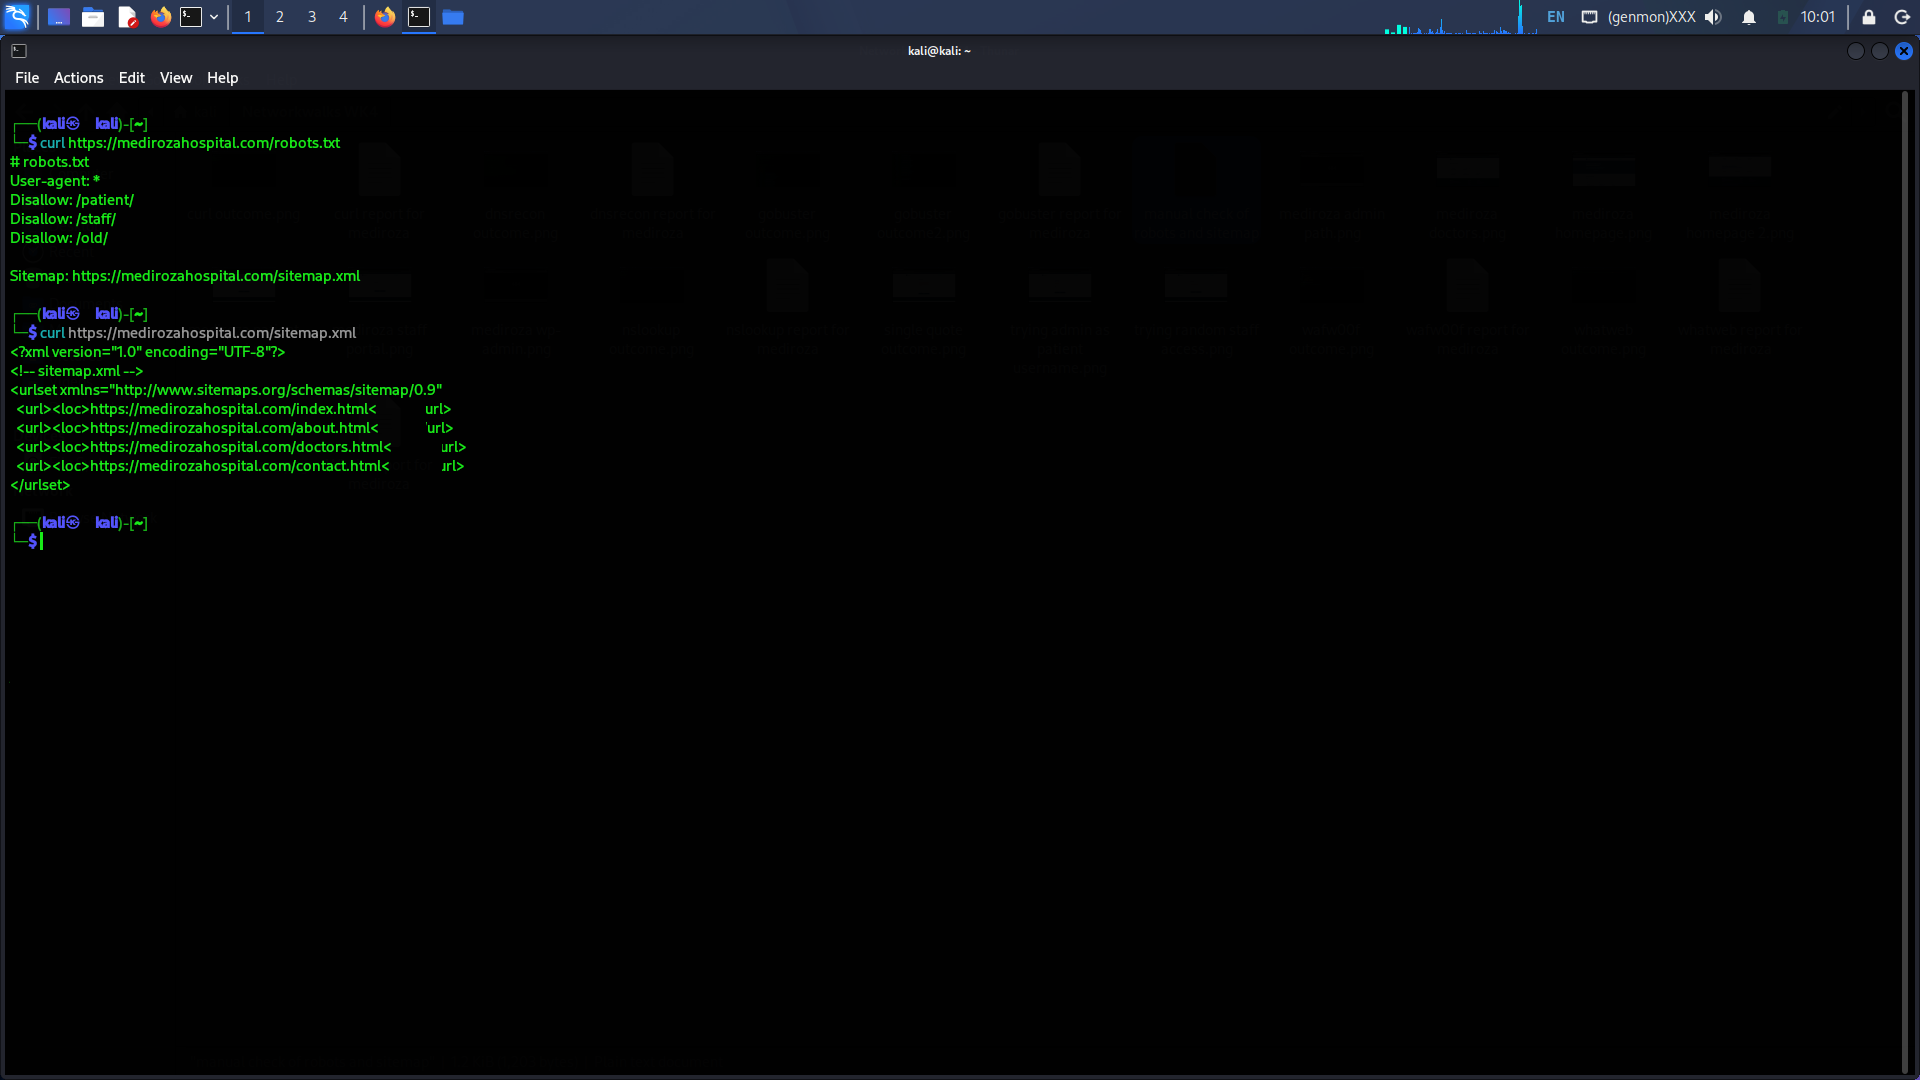 1 2 3 4 EN (genmon)XXX 10:01
kali@kali: ~
File Actions Edit View Help
┌──(kali㉿ kali)-[~]
└─$ curl https://medirozahospital.com/robots.txt
# robots.txt
User-agent: *
Disallow: /patient/
Disallow: /staff/
Disallow: /old/
Sitemap: https://medirozahospital.com/sitemap.xml
┌──(kali㉿ kali)-[~]
└─$ curl https://medirozahospital.com/sitemap.xml
<?xml version="1.0" encoding="UTF-8"?>
<!-- sitemap.xml -->
<urlset xmlns="http://www.sitemaps.org/schemas/sitemap/0.9"
<url><loc>https://medirozahospital.com/index.html< url>
<url><loc>https://medirozahospital.com/about.html< url>
<url><loc>https://medirozahospital.com/doctors.html< url>
<url><loc>https://medirozahospital.com/contact.html< url>
</urlset>
┌──(kali㉿ kali)-[~]
└─$